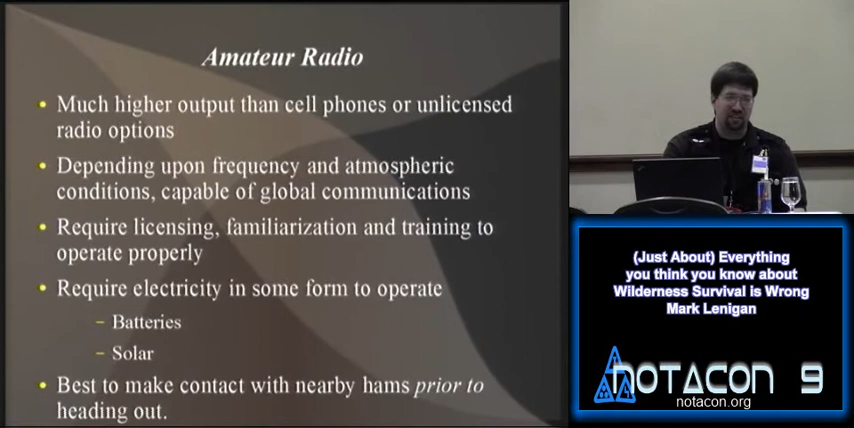 Amateur Radio
• Much higher output than cell phones or unlicensed
radio options
• Depending upon frequency and atmospheric
conditions, capable of global communications
• Require licensing, familiarization and training to
operate properly
• Require electricity in some form to operate
– Batteries
– Solar
• Best to make contact with nearby hams prior to
heading out.
(Just About) Everything
you think you know about
Wilderness Survival is Wrong
Mark Lenigan
NOTACON 9
notacon.org